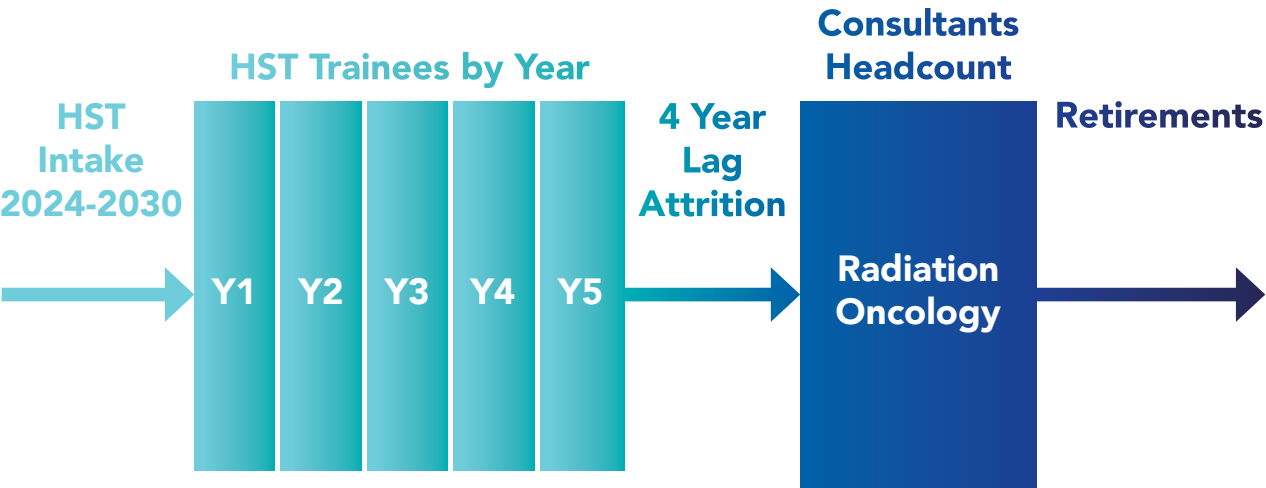 HST
Intake
2024-2030
HST Trainees by Year
Y1
Y2
Y3
Y4
Y5
4 Year
Lag
Attrition
Consultants
Headcount
Radiation
Oncology
Retirements